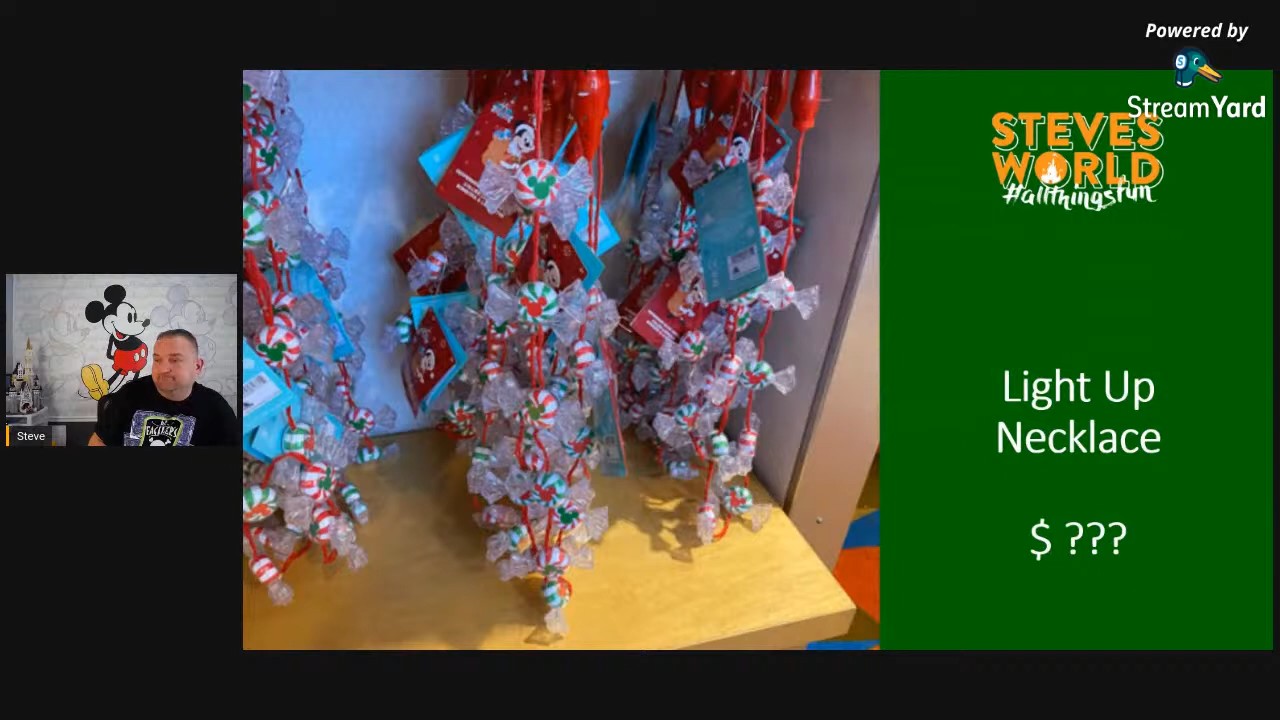 Powered by
StreamYard
STEVES
WORLD
#allthingsfun
Light Up
Necklace
$ ???
Steve